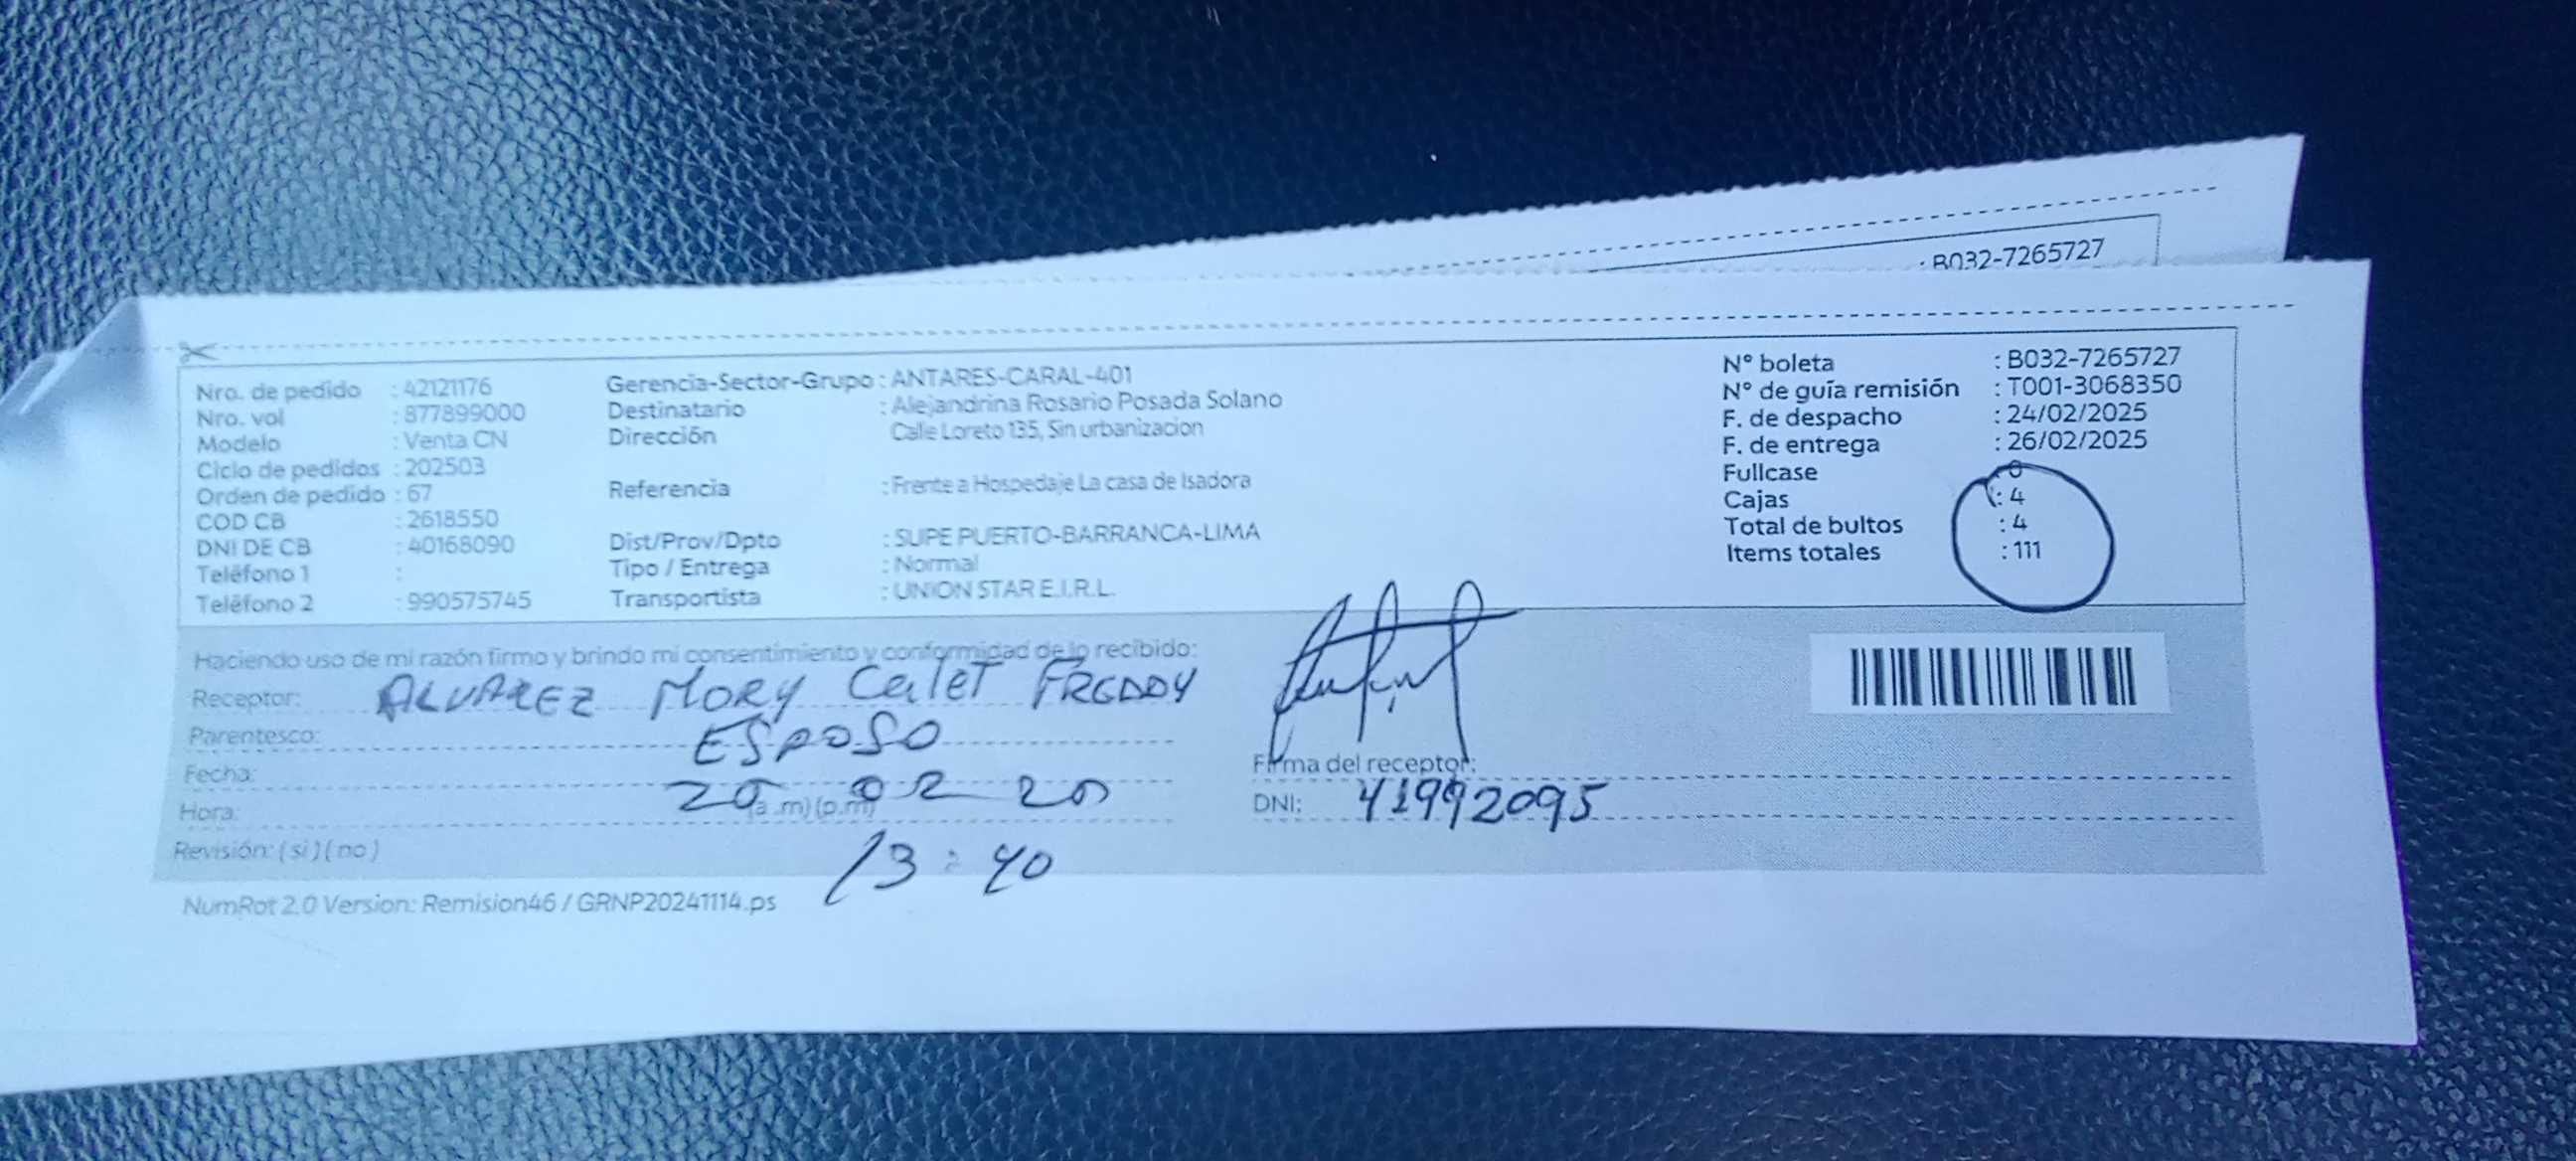 : B032-7265727
Nro. de pedido : 42121176
Nro. vol : 877899000
Modelo : Venta CN
Ciclo de pedidos : 202503
Orden de pedido : 67
COD CB : 2618550
DNI DE CB : 40168090
Teléfono 1 :
Teléfono 2 : 990575745
Gerencia-Sector-Grupo : ANTARES-CARAL-401
Destinatario : Alejandrina Rosario Posada Solano
Dirección Calle Loreto 135, Sin urbanizacion
Referencia : Frente a Hospedaje La casa de Isadora
Dist/Prov/Dpto : SUPE PUERTO-BARRANCA-LIMA
Tipo / Entrega : Normal
Transportista : UNION STAR E.I.R.L.
N° boleta : B032-7265727
N° de guía remisión : T001-3068350
F. de despacho : 24/02/2025
F. de entrega : 26/02/2025
Fullcase : 0
Cajas : 4
Total de bultos : 4
Items totales : 111
Haciendo uso de mi razón firmo y brindo mi consentimiento y conformidad de lo recibido:
Receptor: ALVAREZ MORY Calet FREDDY
Parentesco: ESPOSO
Fecha: 02
Hora: (a.m) (p.m)
Revisión: ( si ) ( no ) 13:40
Firma del receptor:
DNI: 41992095
NumRot 2.0 Version: Remision46 / GRNP20241114.ps